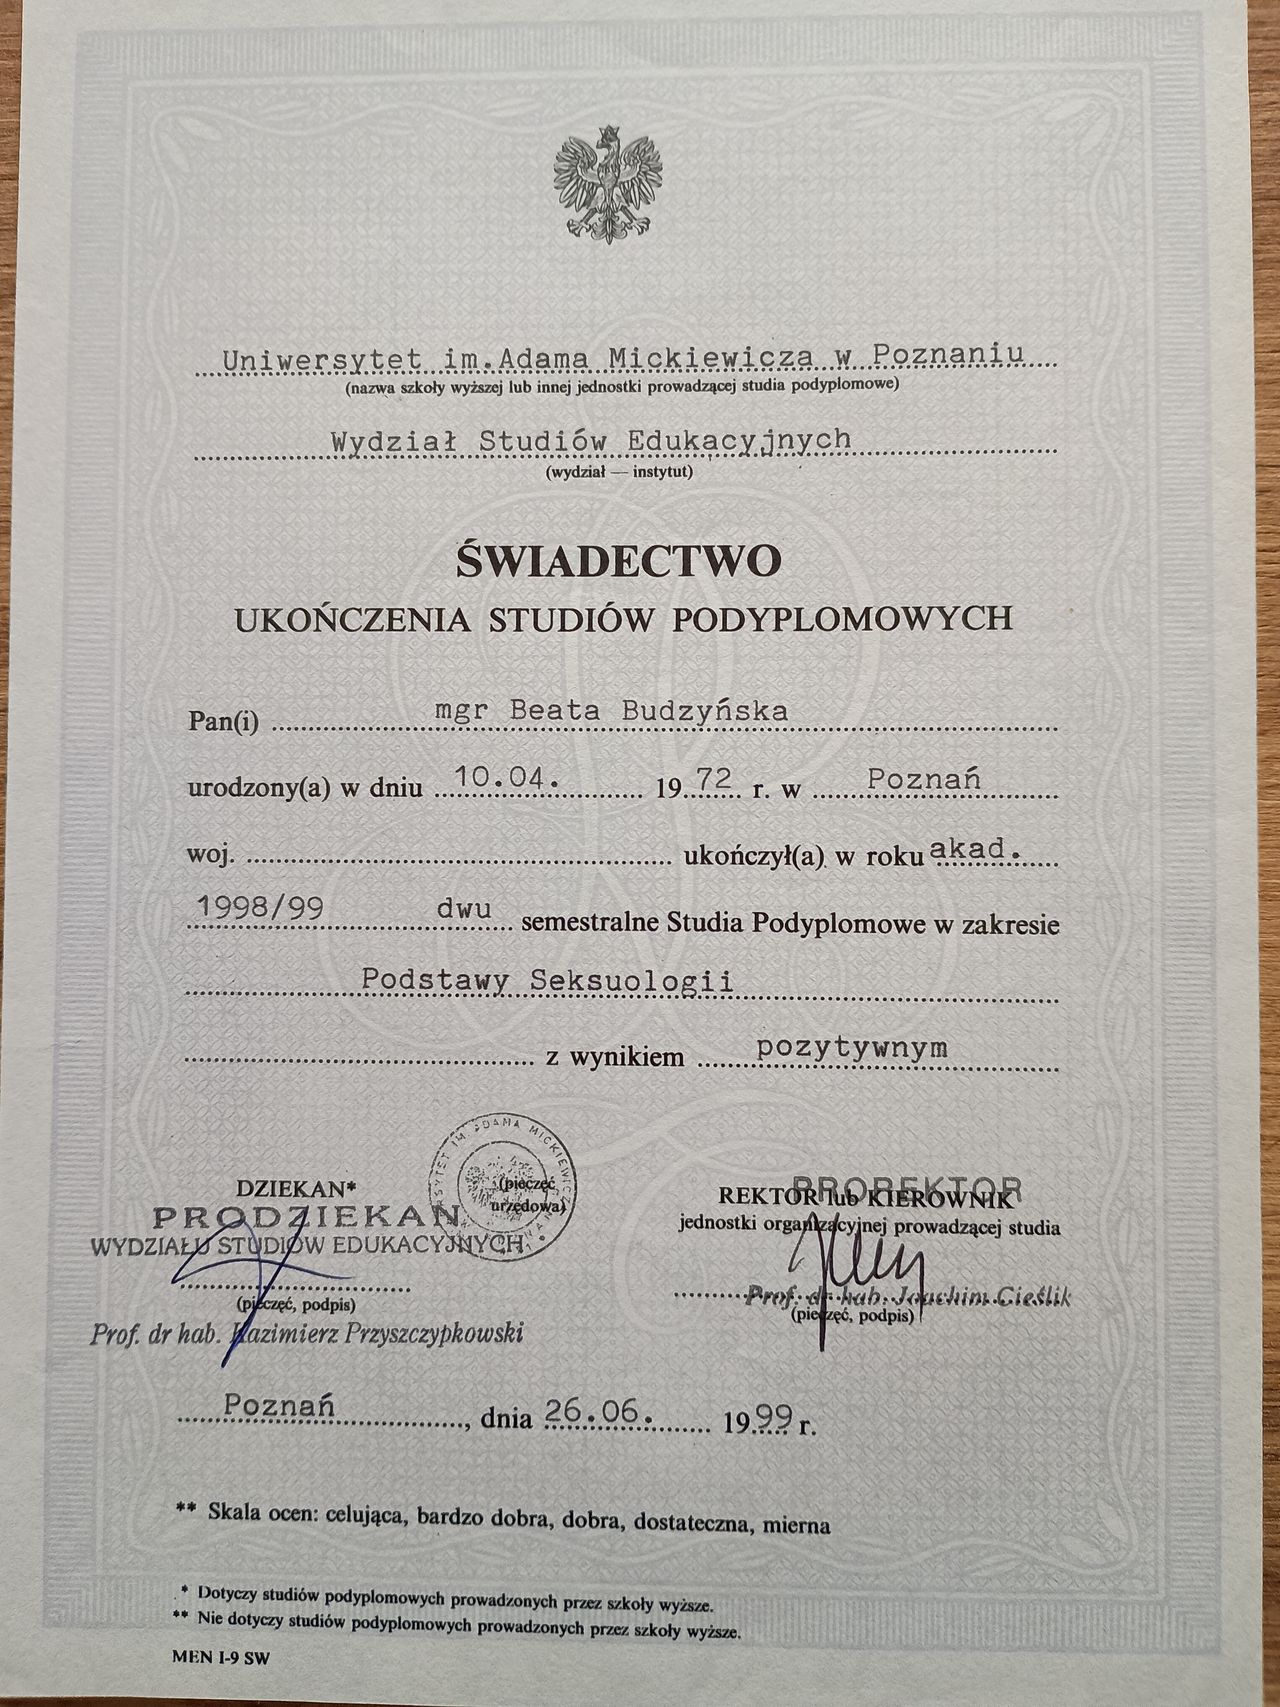 Uniwersytet im.Adama Mickiewicza w Poznaniu
(nazwa szkoły wyższej lub innej jednostki prowadzącej studia podyplomowe)
Wydział Studiów Edukacyjnych
(wydział — instytut)
ŚWIADECTWO
UKOŃCZENIA STUDIÓW PODYPLOMOWYCH
Pan(i) mgr Beata Budzyńska
urodzony(a) w dniu 10.04. 1972 r. w Poznań
woj. ukończył(a) w roku akad.
1998/99 dwu semestralne Studia Podyplomowe w zakresie
Podstawy Seksuologii
z wynikiem pozytywnym
IM. ADAMA MICKIEWICZA
(pieczęć
urzędowa)
DZIEKAN*
PRODZIEKAN
WYDZIAŁU STUDIÓW EDUKACYJNYCH
(pieczęć, podpis)
Prof. dr hab. Kazimierz Przyszczypkowski
PROREKTOR
REKTOR lub KIEROWNIK
jednostki organizacyjnej prowadzącej studia
Prof. dr hab. Joachim Cieślik
(pieczęć, podpis)
Poznań, dnia 26.06. 1999 r.
** Skala ocen: celująca, bardzo dobra, dobra, dostateczna, mierna
* Dotyczy studiów podyplomowych prowadzonych przez szkoły wyższe.
** Nie dotyczy studiów podyplomowych prowadzonych przez szkoły wyższe.
MEN I-9 SW